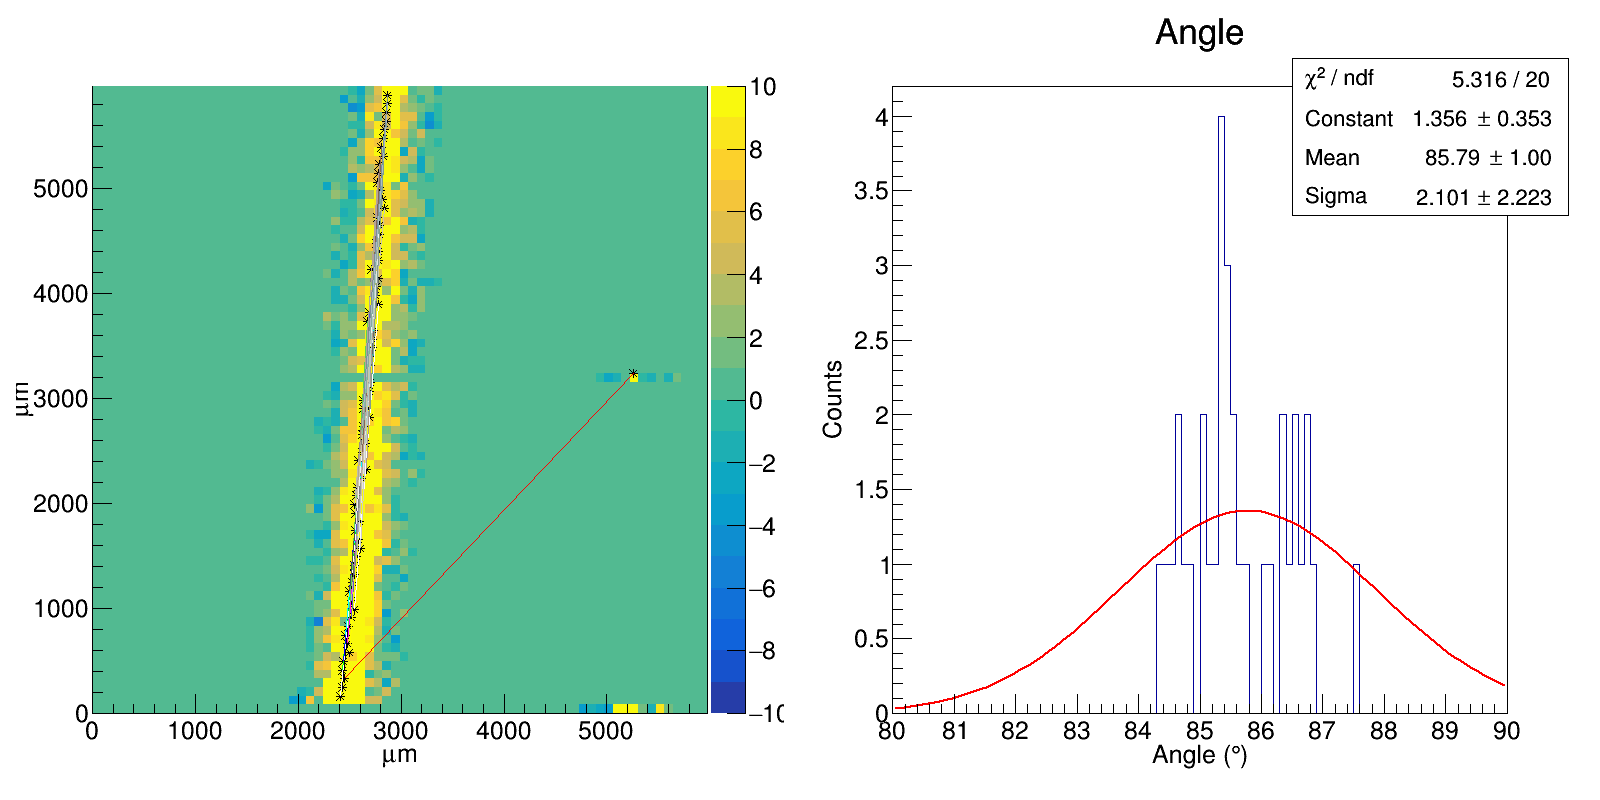 Angle
χ² / ndf 5.316 / 20
Constant 1.356 ± 0.353
Mean 85.79 ± 1.00
Sigma 2.101 ± 2.223
μm
5000
4000
3000
2000
1000
0
0 1000 2000 3000 4000 5000
μm
10
8
6
4
2
0
−2
−4
−6
−8
−10
Counts
4
3.5
3
2.5
2
1.5
1
0.5
0
80 81 82 83 84 85 86 87 88 89 90
Angle (°)